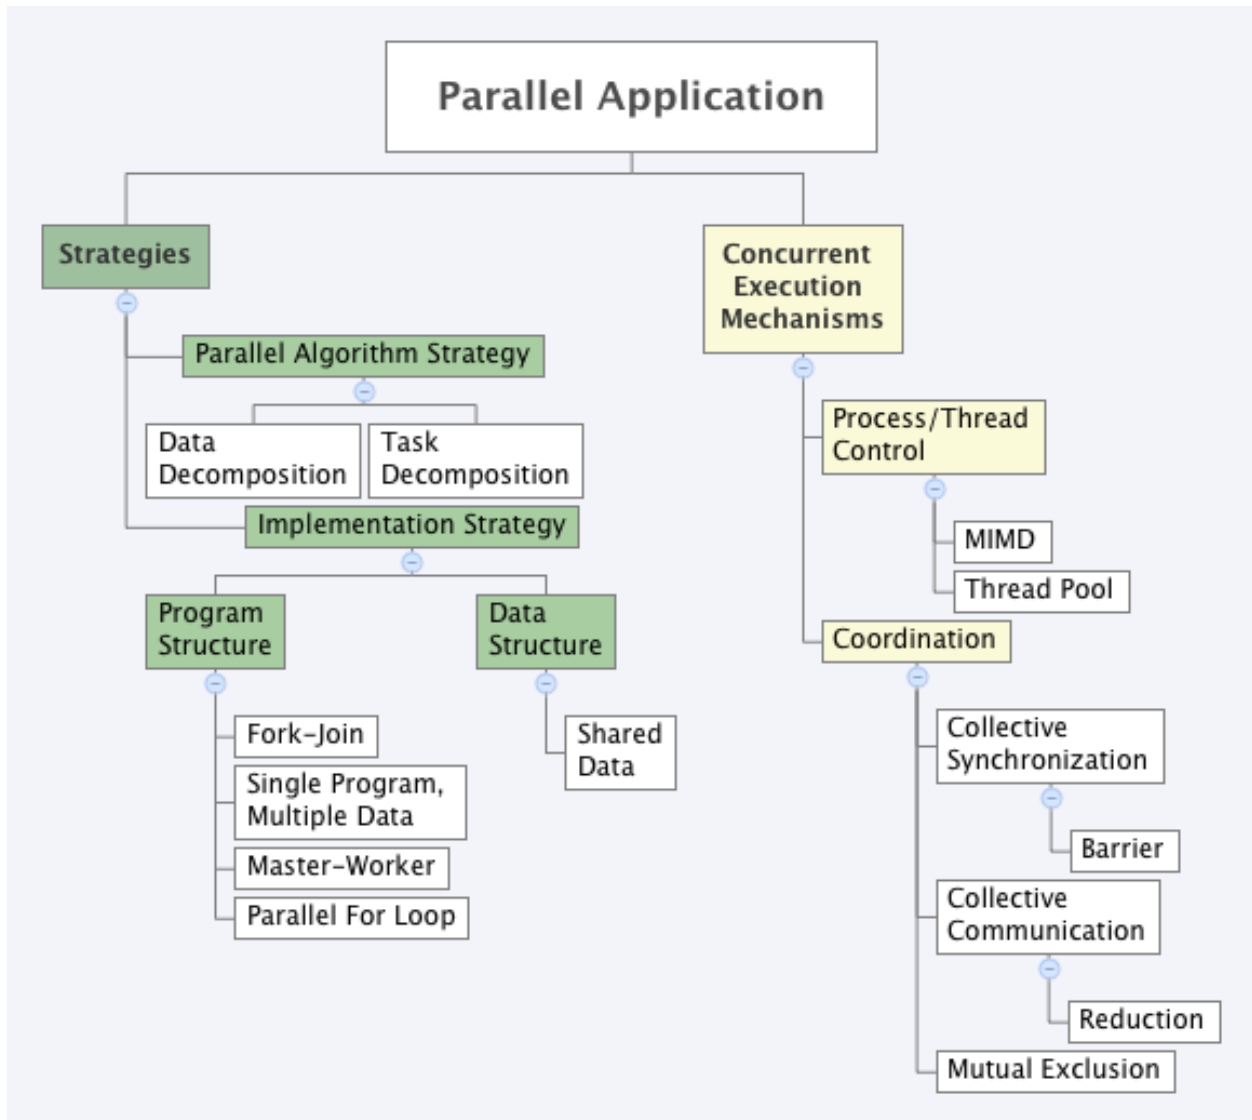 Parallel Application
Strategies
Parallel Algorithm Strategy
Data
Decomposition
Task
Decomposition
Implementation Strategy
Program
Structure
Fork-Join
Single Program,
Multiple Data
Master-Worker
Parallel For Loop
Data
Structure
Shared
Data
Concurrent
Execution
Mechanisms
Process/Thread
Control
MIMD
Thread Pool
Coordination
Collective
Synchronization
Barrier
Collective
Communication
Reduction
Mutual Exclusion